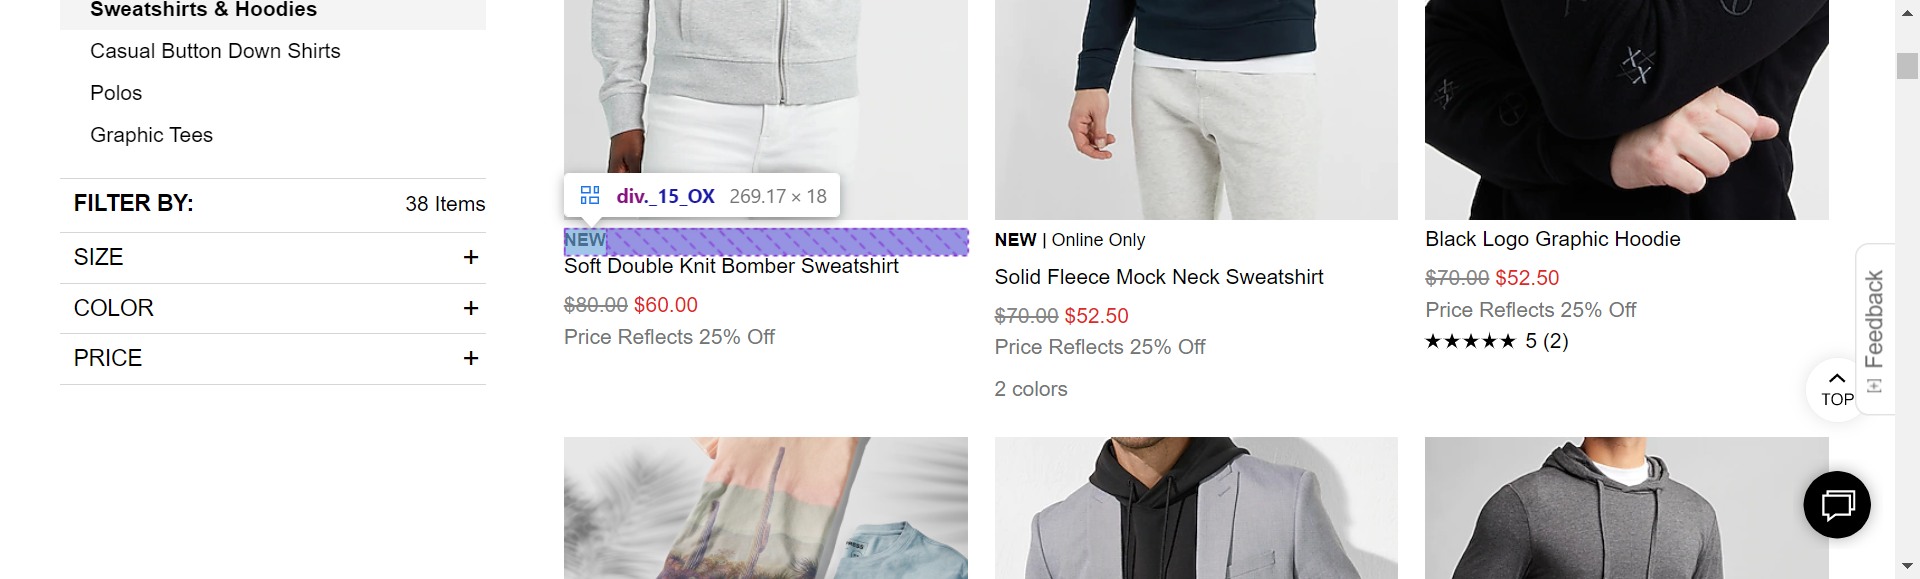 Sweatshirts & Hoodies
Casual Button Down Shirts
Polos
Graphic Tees
FILTER BY:
38 Items
SIZE +
COLOR +
PRICE +
div._15_OX 269.17 × 18
NEW
Soft Double Knit Bomber Sweatshirt
$80.00 $60.00
Price Reflects 25% Off
NEW | Online Only
Solid Fleece Mock Neck Sweatshirt
$70.00 $52.50
Price Reflects 25% Off
2 colors
Black Logo Graphic Hoodie
$70.00 $52.50
Price Reflects 25% Off
★★★★★ 5 (2)
[+] Feedback
TOP